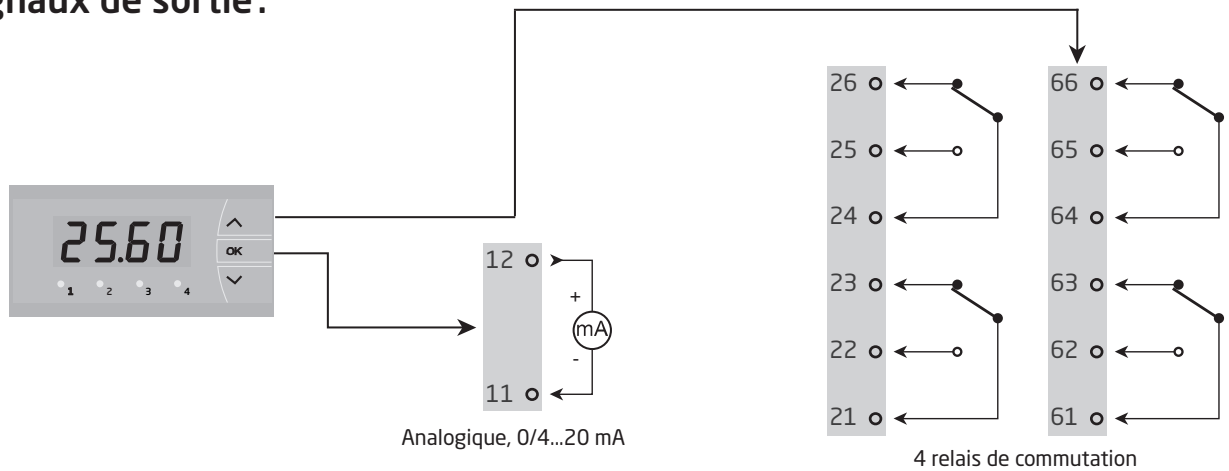 gnaux de sortie :
25.60
OK
1 2 3 4
12
+
mA
-
11
Analogique, 0/4...20 mA
26 66
25 65
24 64
23 63
22 62
21 61
4 relais de commutation